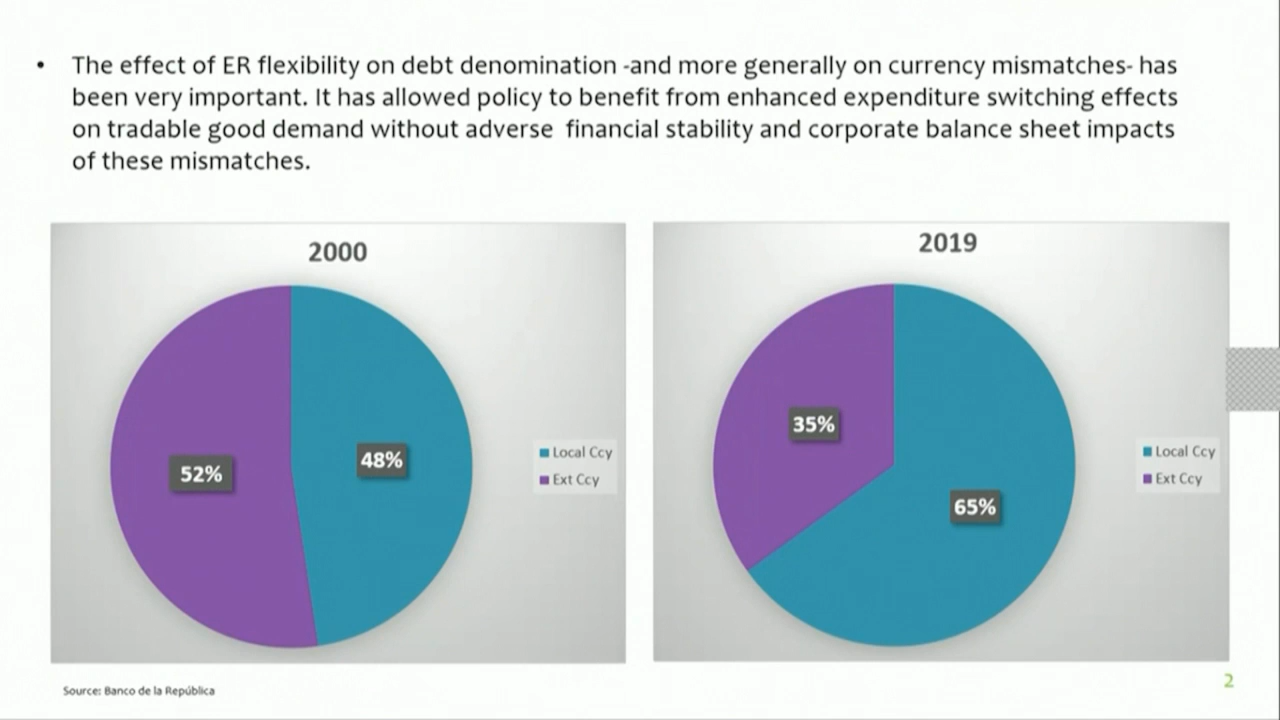 • The effect of ER flexibility on debt denomination -and more generally on currency mismatches- has
been very important. It has allowed policy to benefit from enhanced expenditure switching effects
on tradable good demand without adverse financial stability and corporate balance sheet impacts
of these mismatches.
2000
52%
48%
Local Ccy
Ext Ccy
2019
35%
65%
Local Ccy
Ext Ccy
Source: Banco de la República
2